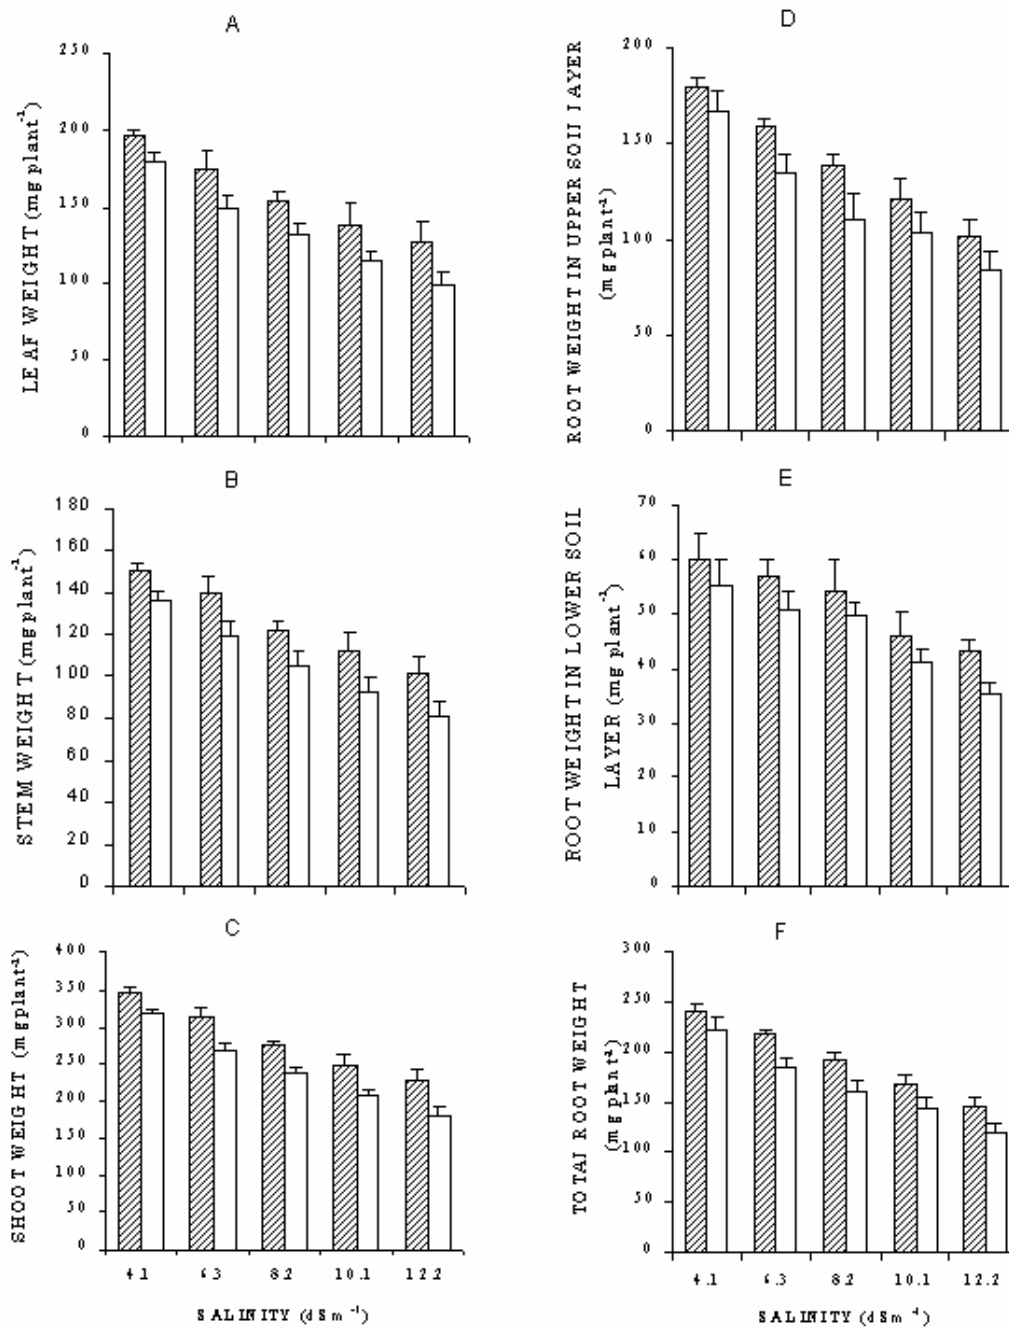 A
LEAF WEIGHT (mg plant-1)
250
200
150
100
50
0
B
STEM WEIGHT (mg plant-1)
180
160
140
120
100
80
60
40
20
0
C
SHOOT WEIGHT (mg plant-1)
400
350
300
250
200
150
100
50
0
4.1 6.3 8.2 10.1 12.2
SALINITY (dSm-1)
D
ROOT WEIGHT IN UPPER SOIL LAYER
(mg plant-1)
200
150
100
50
0
E
ROOT WEIGHT IN LOWER SOIL
LAYER (mg plant-1)
70
60
50
40
30
20
10
0
F
TOTAL ROOT WEIGHT
(mg plant-1)
300
250
200
150
100
50
0
4.1 6.3 8.2 10.1 12.2
SALINITY (dSm-1)